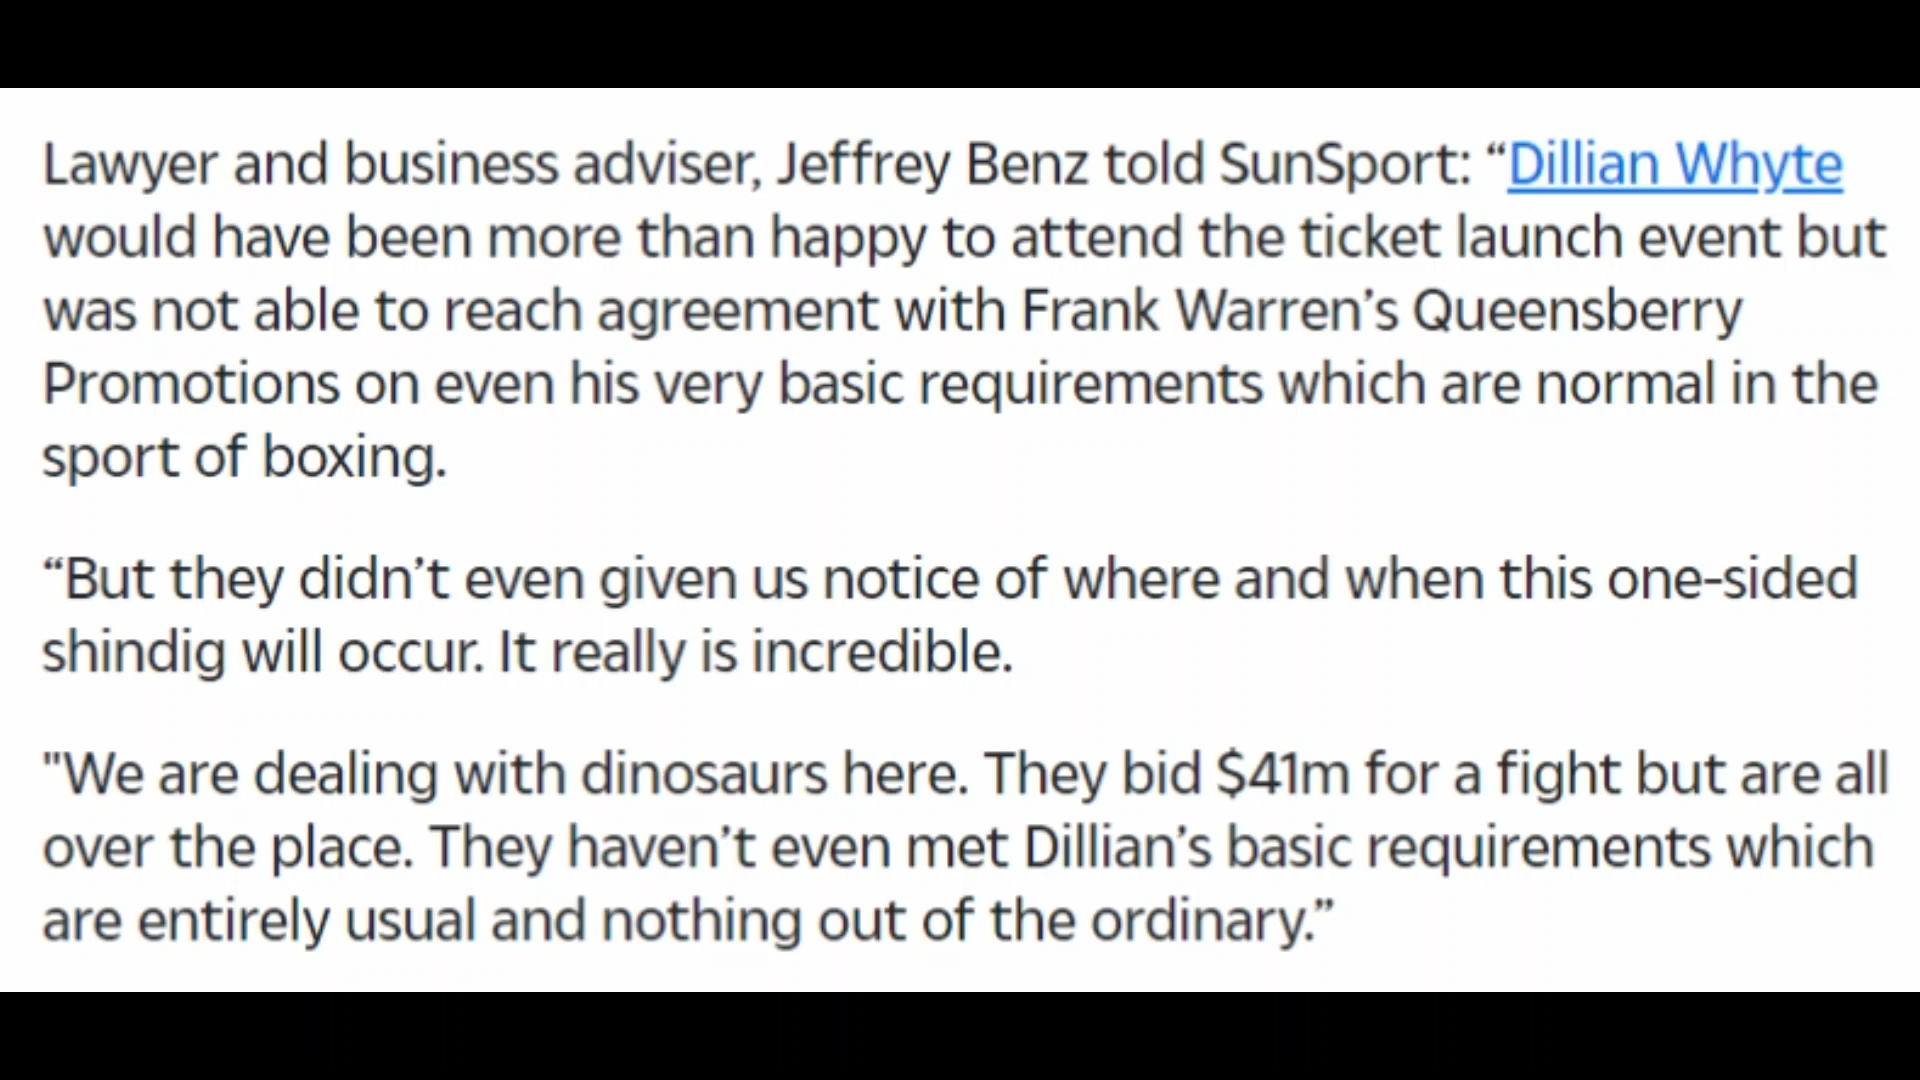 Lawyer and business adviser, Jeffrey Benz told SunSport: “Dillian Whyte
would have been more than happy to attend the ticket launch event but
was not able to reach agreement with Frank Warren’s Queensberry
Promotions on even his very basic requirements which are normal in the
sport of boxing.
“But they didn’t even given us notice of where and when this one-sided
shindig will occur. It really is incredible.
"We are dealing with dinosaurs here. They bid $41m for a fight but are all
over the place. They haven’t even met Dillian’s basic requirements which
are entirely usual and nothing out of the ordinary.”